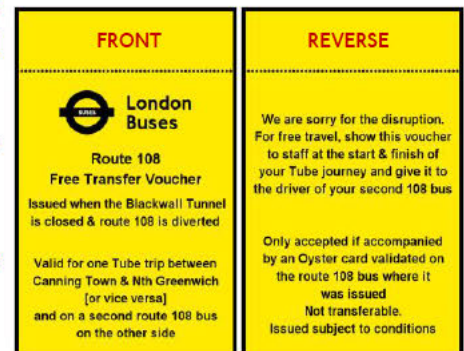 FRONT
London
Buses
BUSES
Route 108
Free Transfer Voucher
Issued when the Blackwall Tunnel
is closed & route 108 is diverted
Valid for one Tube trip between
Canning Town & Nth Greenwich
[or vice versa]
and on a second route 108 bus
on the other side
REVERSE
We are sorry for the disruption.
For free travel, show this voucher
to staff at the start & finish of
your Tube journey and give it to
the driver of your second 108 bus
Only accepted if accompanied
by an Oyster card validated on
the route 108 bus where it
was issued
Not transferable.
Issued subject to conditions